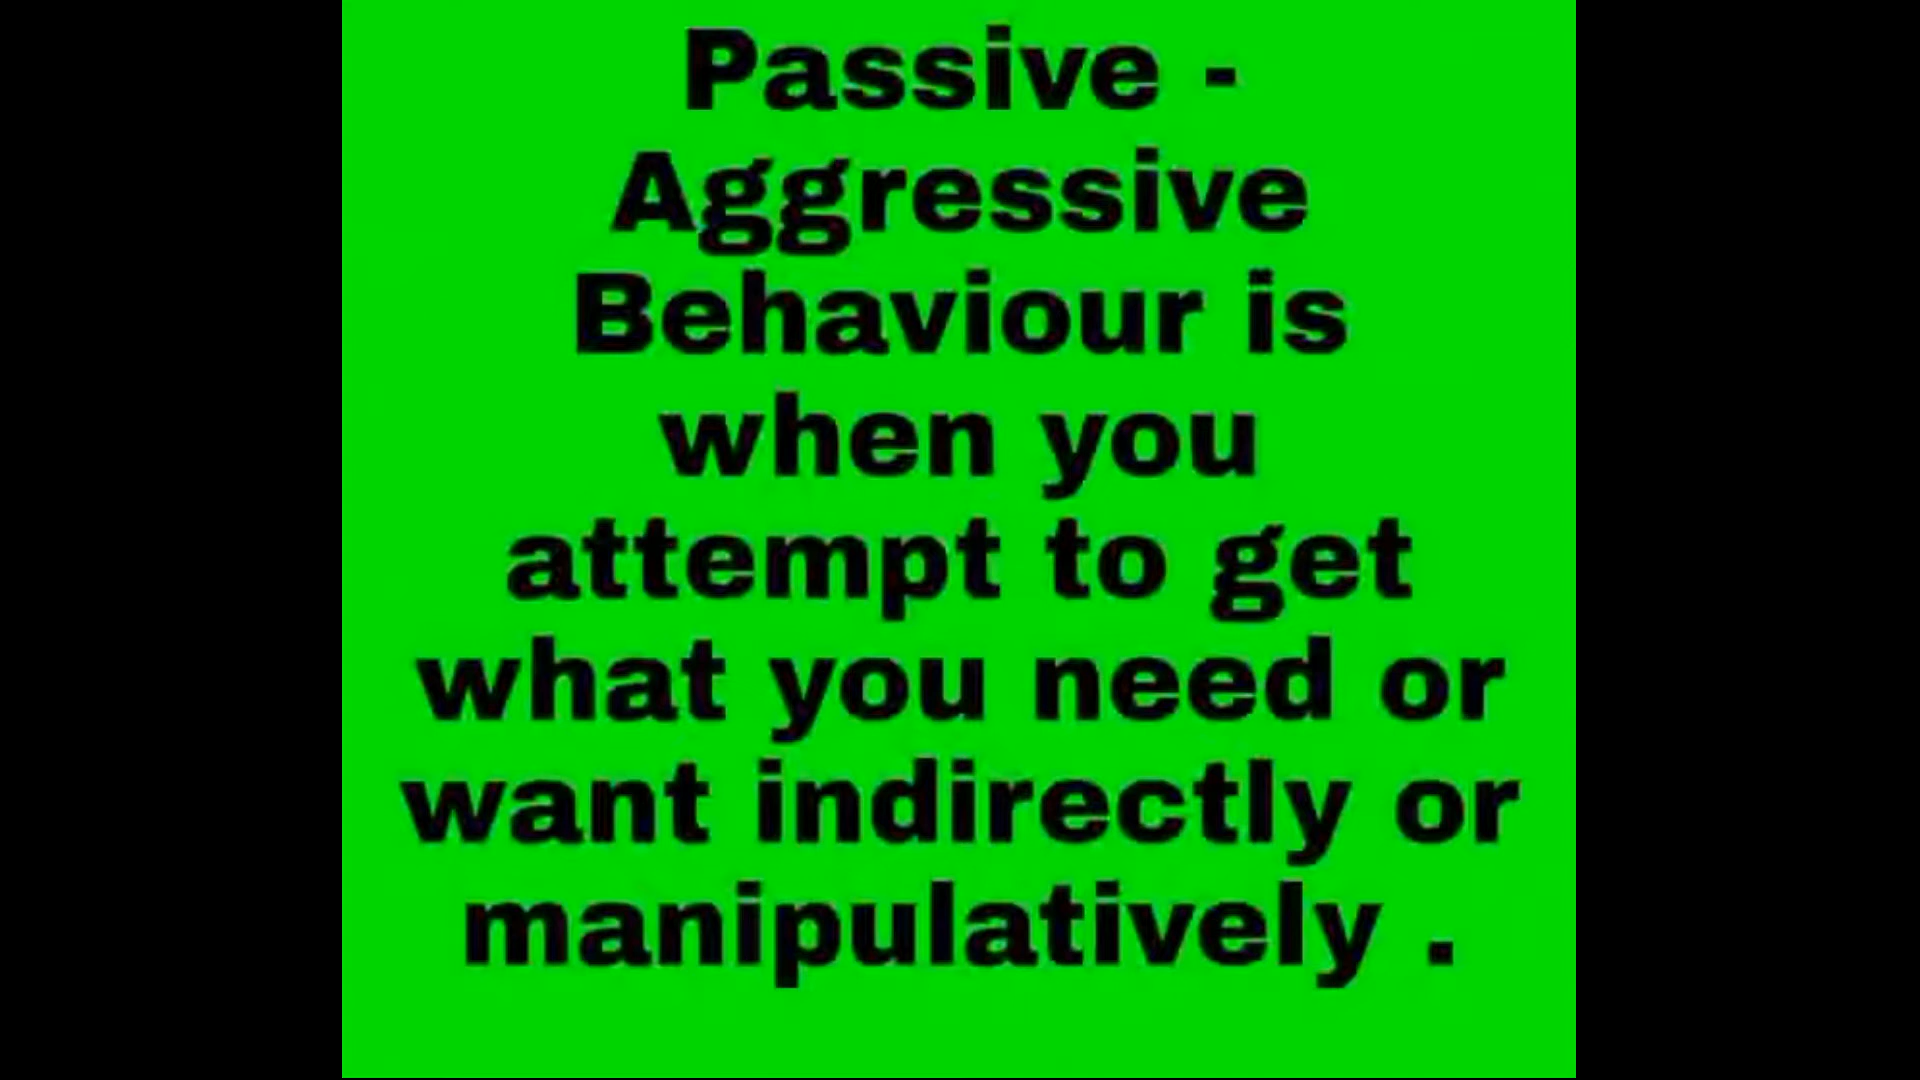 Passive -
Aggressive
Behaviour is
when you
attempt to get
what you need or
want indirectly or
manipulatively .